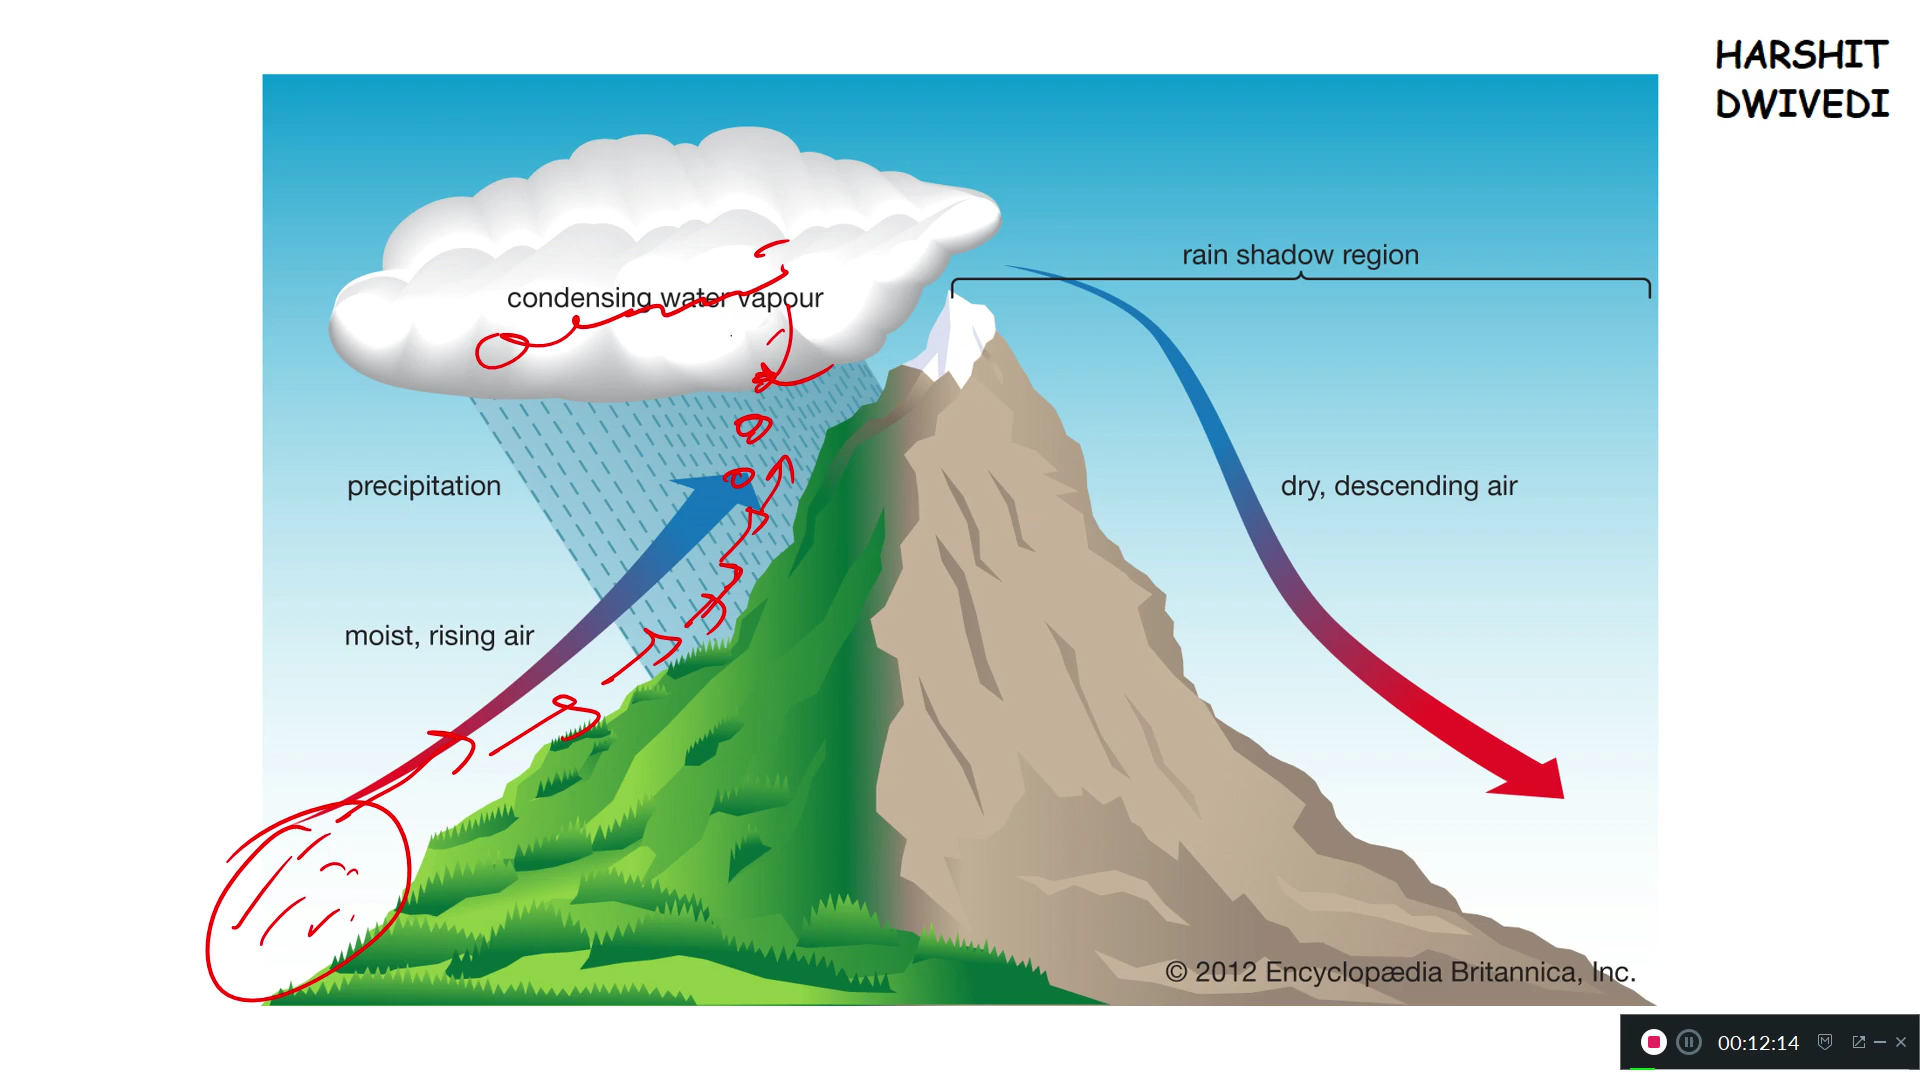 HARSHIT
DWIVEDI
rain shadow region
condensing water vapour
precipitation
dry, descending air
moist, rising air
© 2012 Encyclopædia Britannica, Inc.
00:12:14